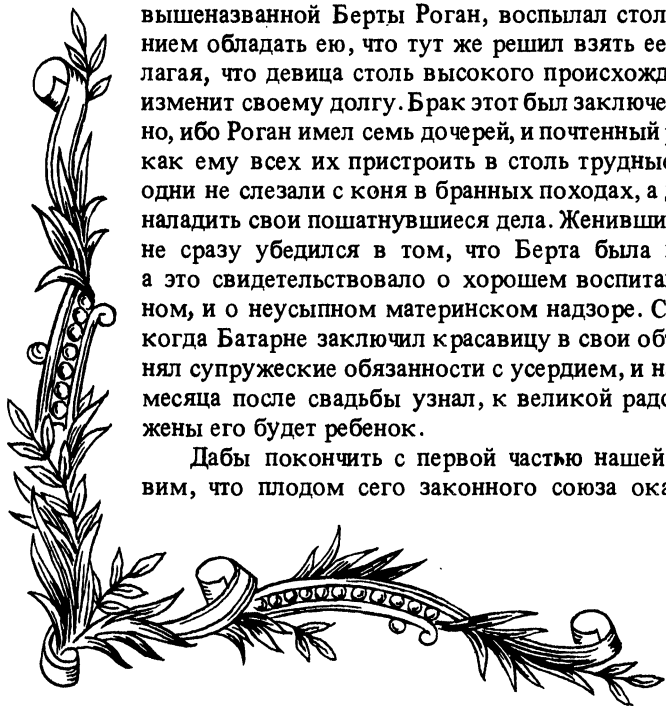 вышеназванной Берты Роган, воспылал стол
нием обладать ею, что тут же решил взять ее
лагая, что девица столь высокого происхожд
изменит своему долгу. Брак этот был заключе
но, ибо Роган имел семь дочерей, и почтенный
как ему всех их пристроить в столь трудные
одни не слезали с коня в бранных походах, а
наладить свои пошатнувшиеся дела. Женивши
не сразу убедился в том, что Берта была
а это свидетельствовало о хорошем воспита
ном, и о неусыпном материнском надзоре. С
когда Батарне заключил красавицу в свои об
нял супружеские обязанности с усердием, и н
месяца после свадьбы узнал, к великой радо
жены его будет ребенок.
Дабы покончить с первой частью нашей
вим, что плодом сего законного союза ока